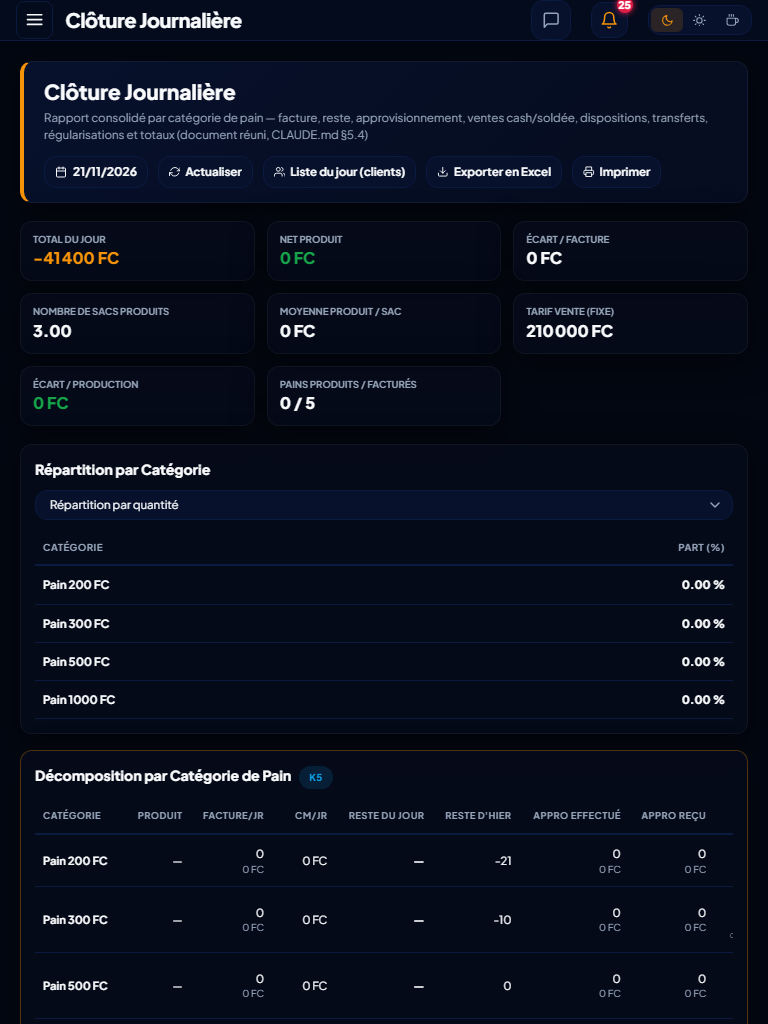 Clôture Journalière
25
Clôture Journalière
Rapport consolidé par catégorie de pain — facture, reste, approvisionnement, ventes cash/soldée, dispositions, transferts,
régularisations et totaux (document réuni, CLAUDE.md §5.4)
21/11/2026 Actualiser Liste du jour (clients) Exporter en Excel Imprimer
TOTAL DU JOUR NET PRODUIT ÉCART / FACTURE
−41 400 FC 0 FC 0 FC
NOMBRE DE SACS PRODUITS MOYENNE PRODUIT / SAC TARIF VENTE (FIXE)
3.00 0 FC 210 000 FC
ÉCART / PRODUCTION PAINS PRODUITS / FACTURÉS
0 FC 0 / 5
Répartition par Catégorie
Répartition par quantité
CATÉGORIE PART (%)
Pain 200 FC 0.00 %
Pain 300 FC 0.00 %
Pain 500 FC 0.00 %
Pain 1000 FC 0.00 %
Décomposition par Catégorie de Pain K5
CATÉGORIE PRODUIT FACTURE/JR CM/JR RESTE DU JOUR RESTE D'HIER APPRO EFFECTUÉ APPRO REÇU
Pain 200 FC — 0 0 FC — -21 0 0
0 FC 0 FC 0 FC
Pain 300 FC — 0 0 FC — -10 0 0
0 FC 0 FC 0 FC
Pain 500 FC — 0 0 FC — 0 0 0
0 FC 0 FC 0 FC